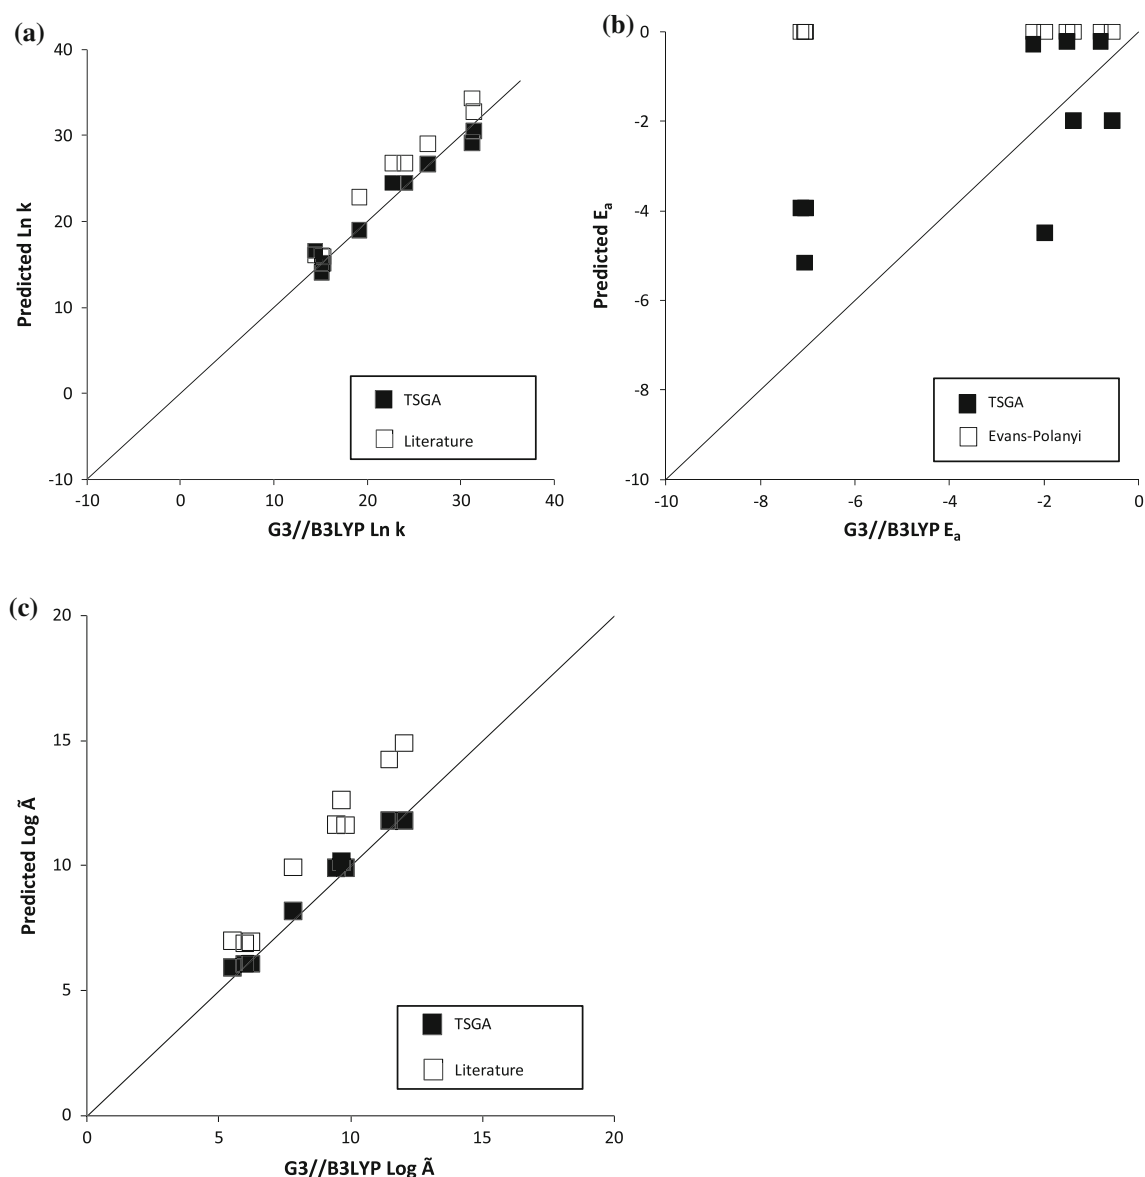 (a)
40
30
20
10
0
-10
-10 0 10 20 30 40
Predicted Ln k
G3//B3LYP Ln k
TSGA
Literature
(b)
0
-2
-4
-6
-8
-10
-10 -8 -6 -4 -2 0
Predicted Ea
G3//B3LYP Ea
TSGA
Evans-Polanyi
(c)
20
15
10
5
0
0 5 10 15 20
Predicted Log Ã
G3//B3LYP Log Ã
TSGA
Literature